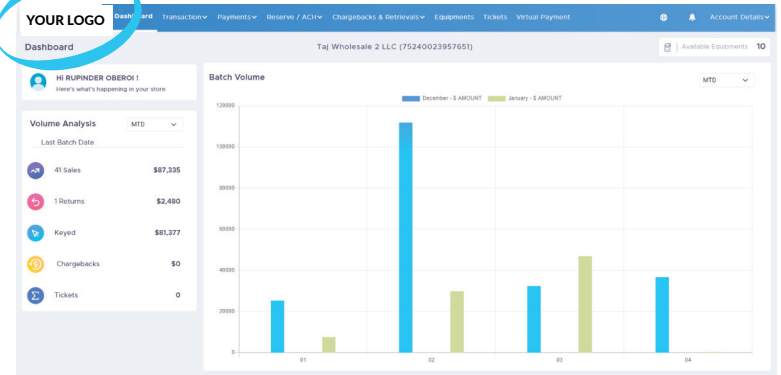 YOUR LOGO Dashboard Transaction Payments Reserve / ACH Chargebacks & Retrievals Equipments Tickets Virtual Payment Account Details
Dashboard Taj Wholesale 2 LLC (75240023957651) Available Equipments 10
Hi RUPINDER OBEROI !
Here's what's happening in your store
Volume Analysis MTD
Last Batch Date
41 Sales $87,335
1 Returns $2,480
Keyed $81,377
Chargebacks $0
Tickets 0
Batch Volume MTD
December - $ AMOUNT January - $ AMOUNT
120000
100000
80000
60000
40000
20000
0
01 02 03 04